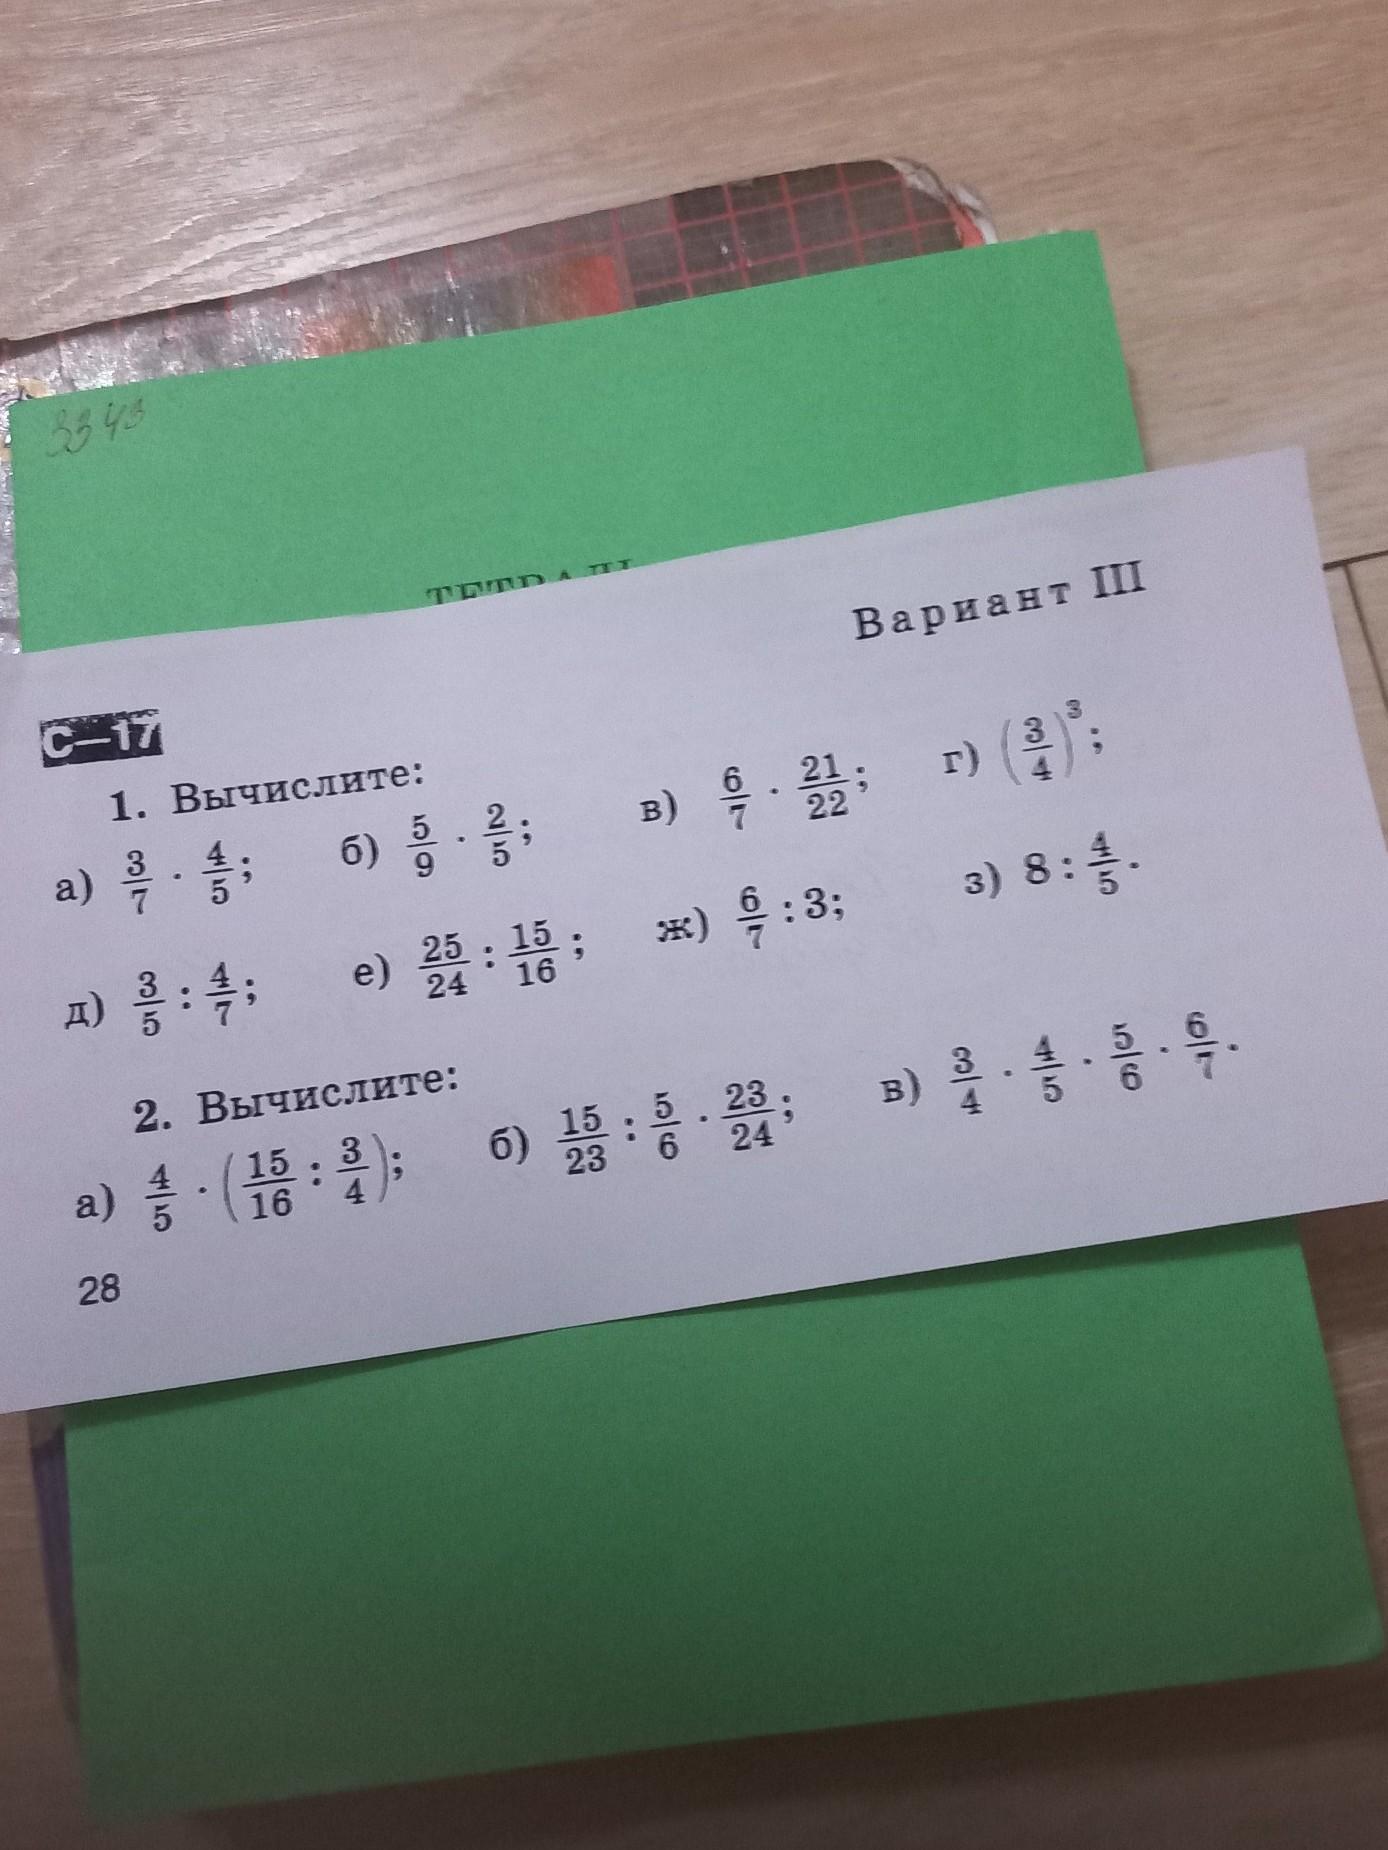 3343
ТЕТРАДЬ
Вариант III
С—17
1. Вычислите:
а) 3/7 · 4/5; б) 5/9 · 2/5; в) 6/7 · 21/22; г) (3/4)³;
д) 3/5 : 4/7; е) 25/24 : 15/16; ж) 6/7 : 3; з) 8 : 4/5.
2. Вычислите:
а) 4/5 · (15/16 : 3/4); б) 15/23 : 5/6 · 23/24; в) 3/4 · 4/5 · 5/6 · 6/7.
28